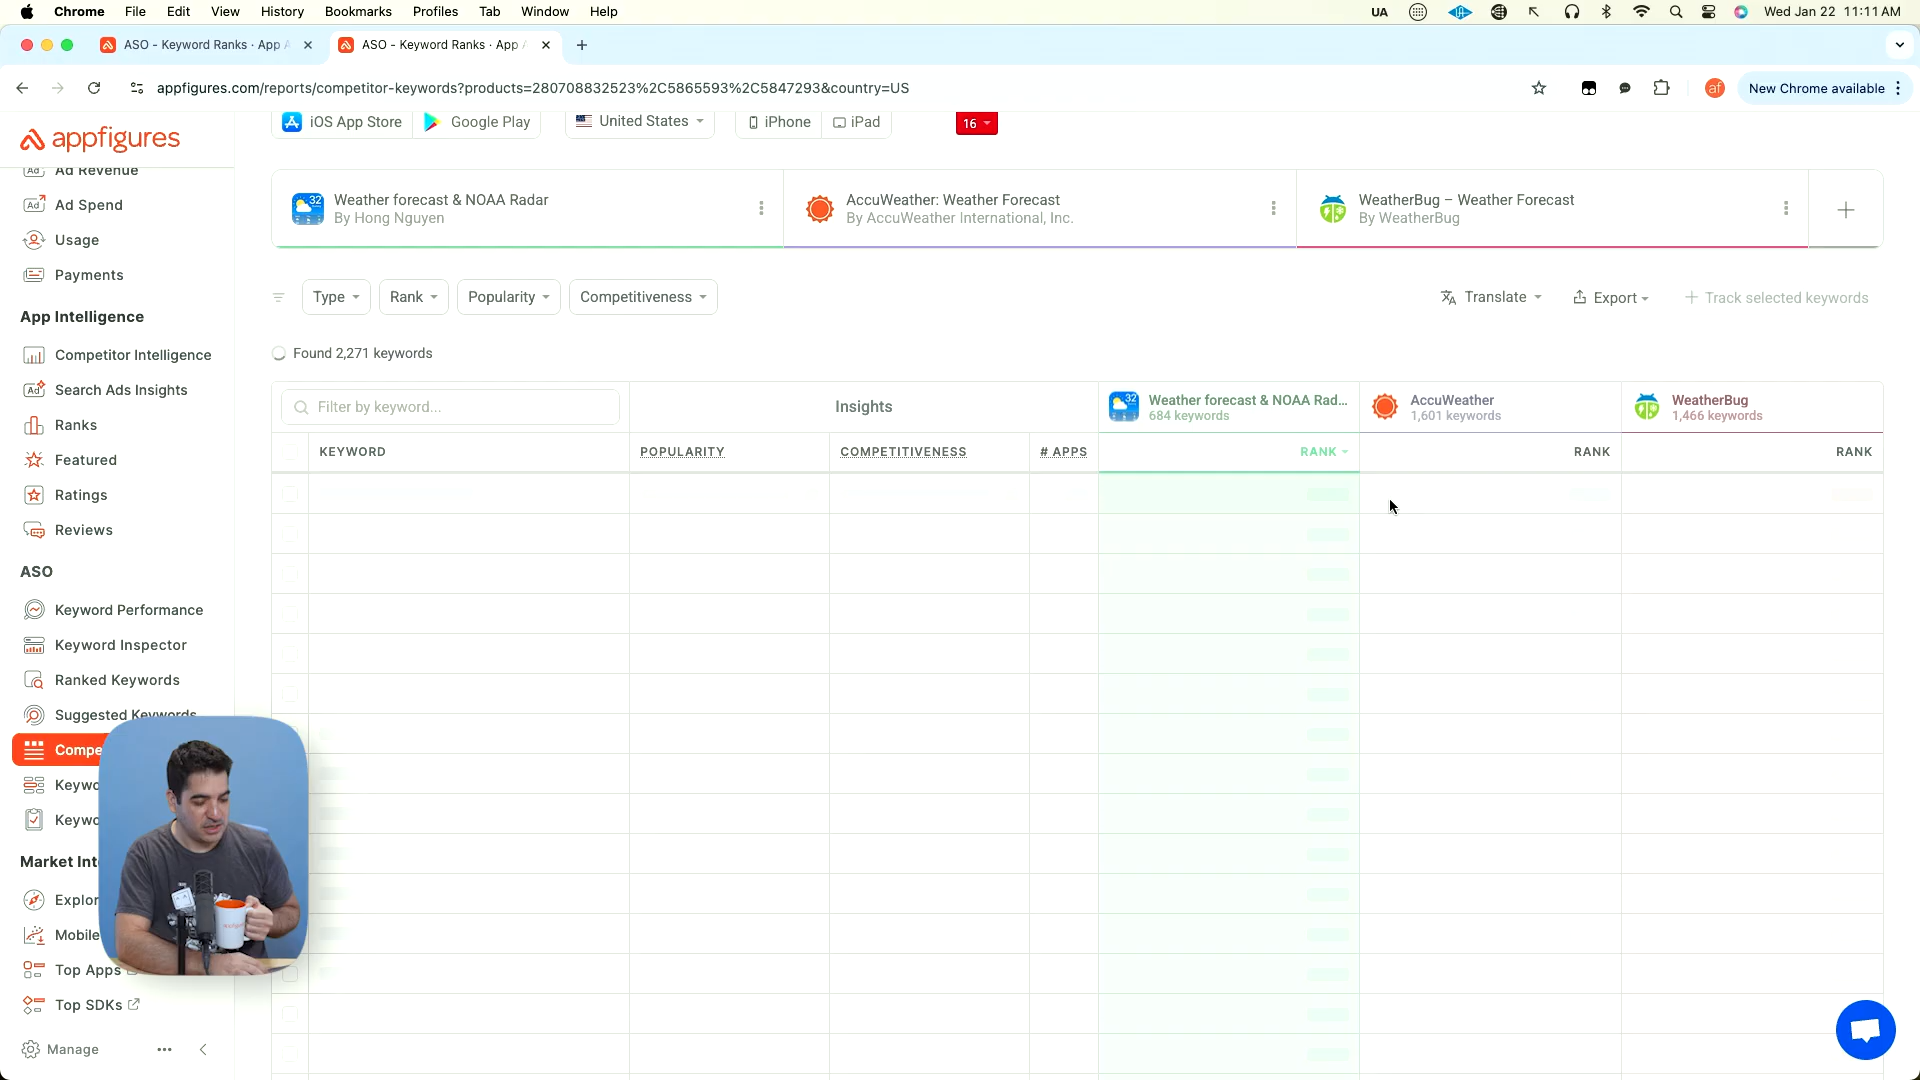 Chrome File Edit View History Bookmarks Profiles Tab Window Help
UA Wed Jan 22 11:11 AM
ASO - Keyword Ranks · App A
ASO - Keyword Ranks · App A
appfigures.com/reports/competitor-keywords?products=280708832523%2C5865593%2C5847293&country=US
af New Chrome available
appfigures
Ad Revenue
Ad Spend
Usage
Payments
App Intelligence
Competitor Intelligence
Search Ads Insights
Ranks
Featured
Ratings
Reviews
ASO
Keyword Performance
Keyword Inspector
Ranked Keywords
Suggested Keywords
Compe
Keywo
Keywo
Market Int
Explor
Mobile
Top Apps
Top SDKs
Manage
iOS App Store Google Play United States iPhone iPad 16
Weather forecast & NOAA Radar
By Hong Nguyen
AccuWeather: Weather Forecast
By AccuWeather International, Inc.
WeatherBug – Weather Forecast
By WeatherBug
Type Rank Popularity Competitiveness Translate Export Track selected keywords
Found 2,271 keywords
Filter by keyword... Insights
32 Weather forecast & NOAA Rad...
684 keywords
AccuWeather
1,601 keywords
WeatherBug
1,466 keywords
KEYWORD POPULARITY COMPETITIVENESS # APPS RANK RANK RANK